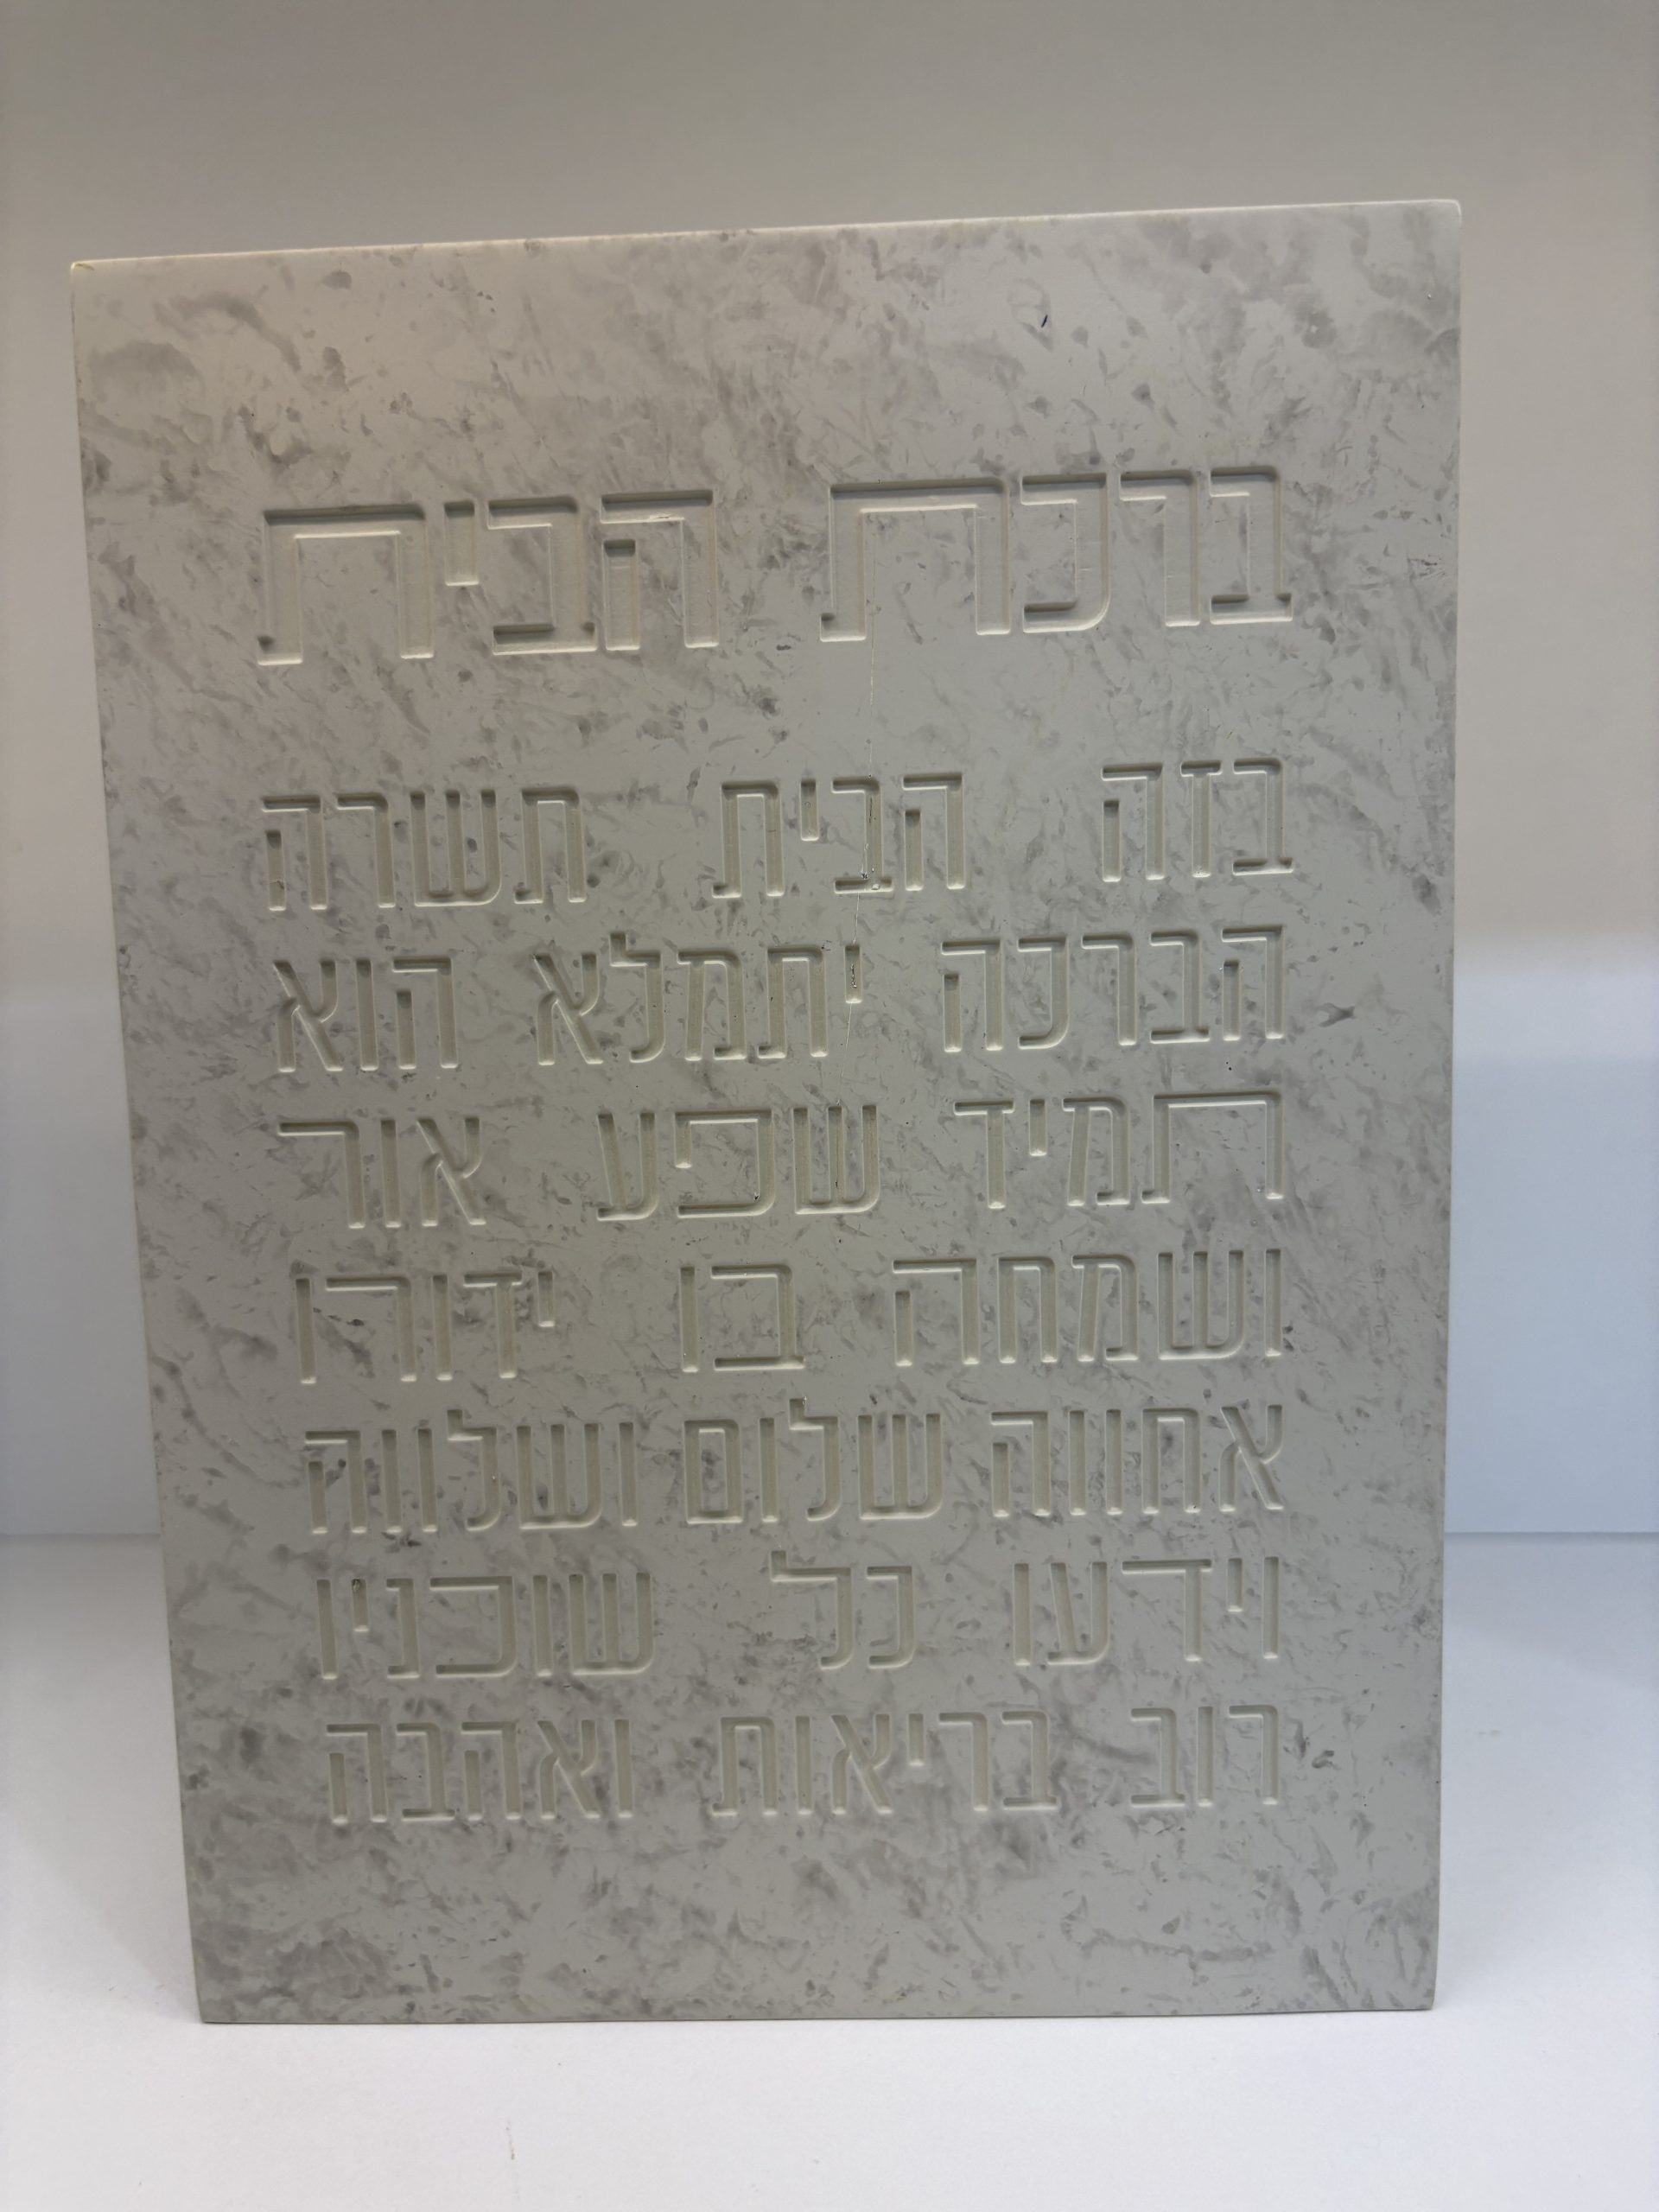 ברכת הבית
בזה הבית תשרה
הברכה יתמלא הוא
תמיד שפע אור
ושמחה בו ידורו
אחווה שלום ושלווה
וידעו כל שוכניו
רוב בריאות ואהבה